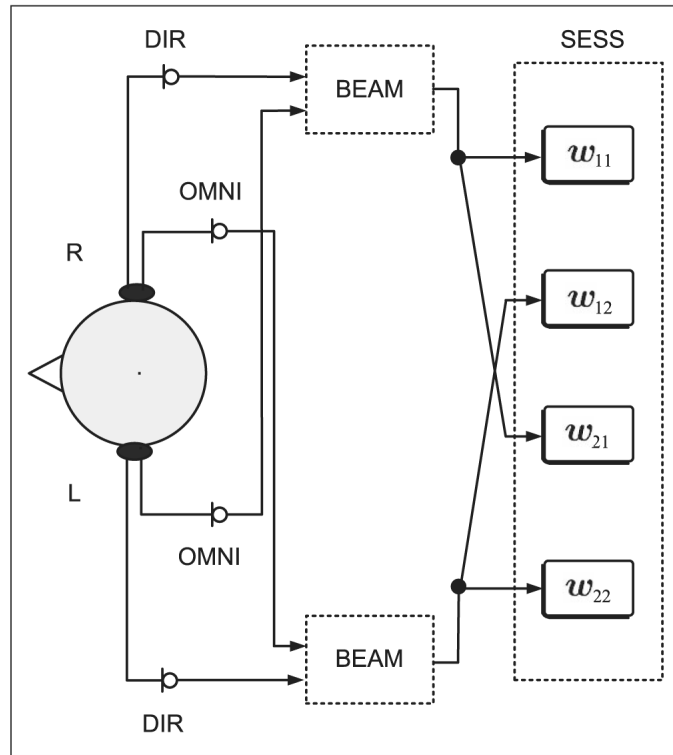 DIR
SESS
BEAM
w11
OMNI
R
w12
w21
L
OMNI
w22
BEAM
DIR